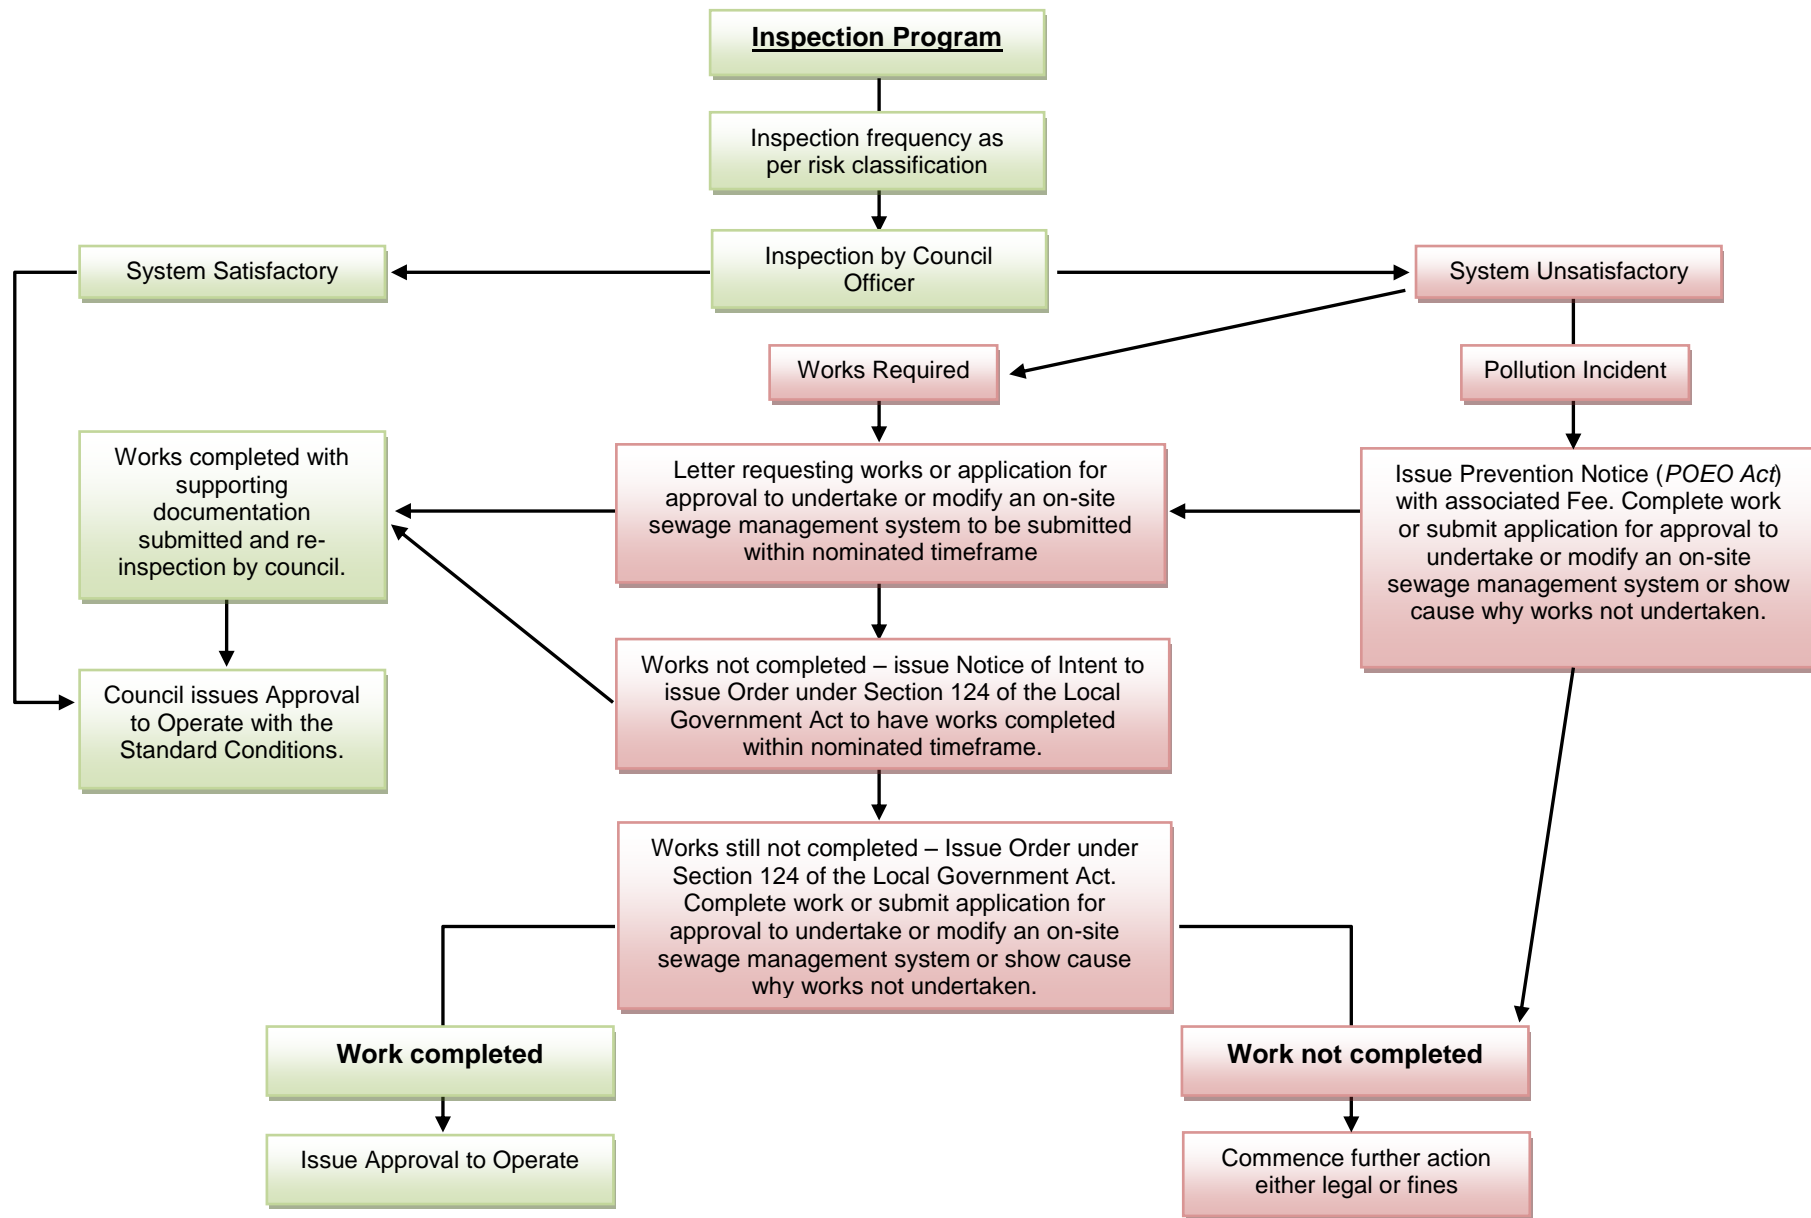 Inspection Program
Inspection frequency as
per risk classification
System Satisfactory
Inspection by Council
Officer
System Unsatisfactory
Works Required
Pollution Incident
Works completed with
supporting
documentation
submitted and re-
inspection by council.
Letter requesting works or application for
approval to undertake or modify an on-site
sewage management system to be submitted
within nominated timeframe
Issue Prevention Notice (POEO Act)
with associated Fee. Complete work
or submit application for approval to
undertake or modify an on-site
sewage management system or show
cause why works not undertaken.
Council issues Approval
to Operate with the
Standard Conditions.
Works not completed – issue Notice of Intent to
issue Order under Section 124 of the Local
Government Act to have works completed
within nominated timeframe.
Works still not completed – Issue Order under
Section 124 of the Local Government Act.
Complete work or submit application for
approval to undertake or modify an on-site
sewage management system or show cause
why works not undertaken.
Work completed
Work not completed
Issue Approval to Operate
Commence further action
either legal or fines